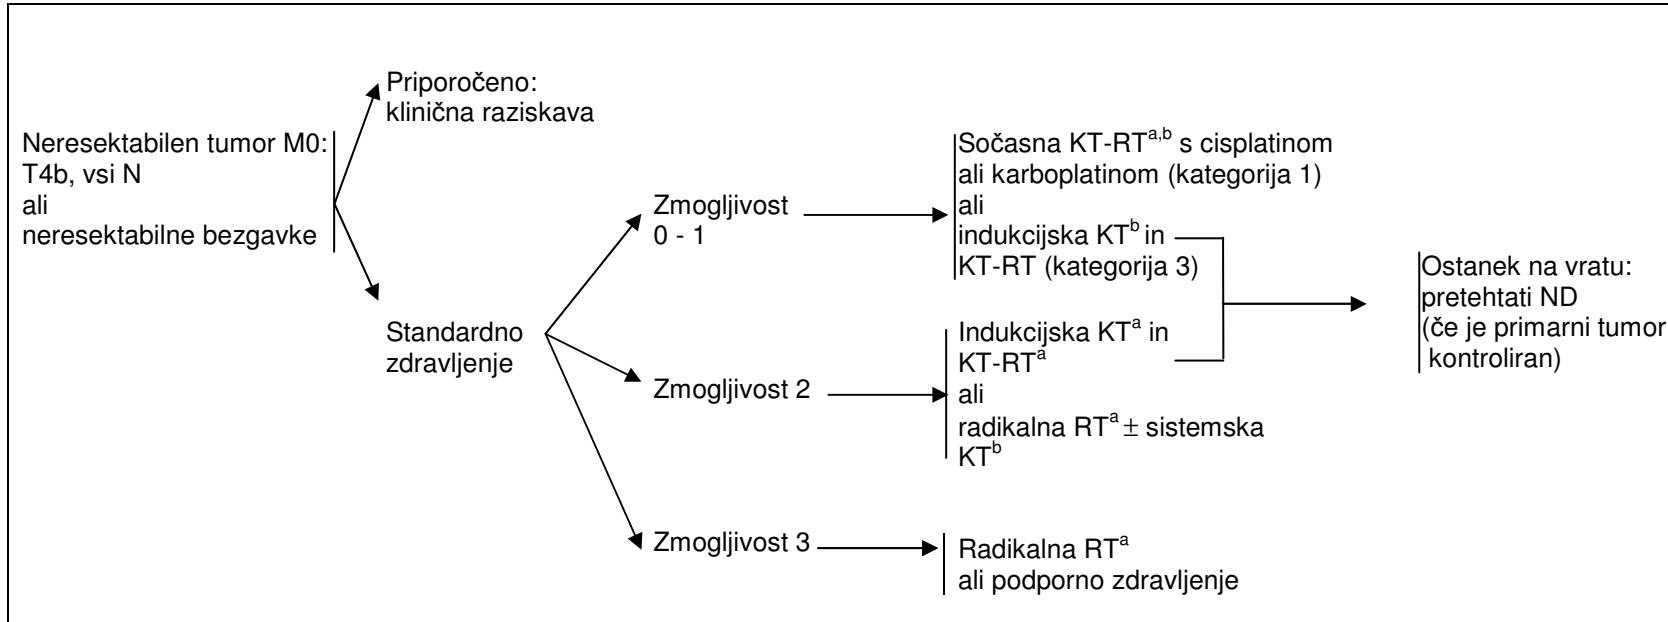 Priporočeno:
klinična raziskava
Neresektabilen tumor M0:
T4b, vsi N
ali
neresektabilne bezgavke
Standardno
zdravljenje
Zmogljivost
0 - 1
Zmogljivost 2
Zmogljivost 3
Sočasna KT-RTa,b s cisplatinom
ali karboplatinom (kategorija 1)
ali
indukcijska KTb in
KT-RT (kategorija 3)
Indukcijska KTa in
KT-RTa
ali
radikalna RTa ± sistemska
KTb
Radikalna RTa
ali podporno zdravljenje
Ostanek na vratu:
pretehtati ND
(če je primarni tumor
kontroliran)